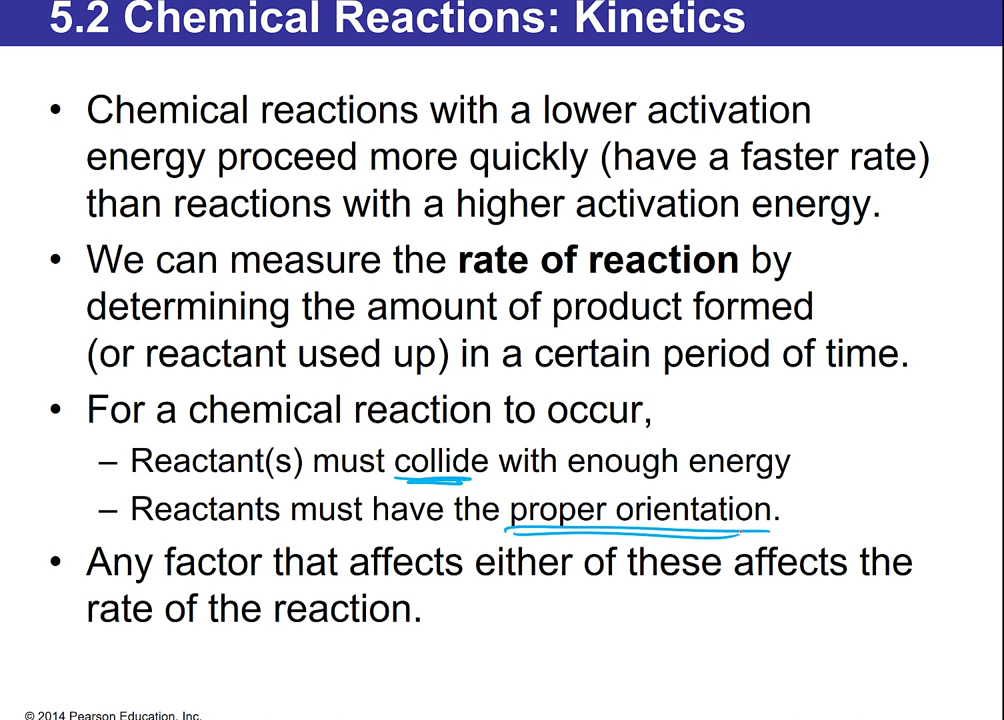 5.2 Chemical Reactions: Kinetics
• Chemical reactions with a lower activation
energy proceed more quickly (have a faster rate)
than reactions with a higher activation energy.
• We can measure the rate of reaction by
determining the amount of product formed
(or reactant used up) in a certain period of time.
• For a chemical reaction to occur,
– Reactant(s) must collide with enough energy
– Reactants must have the proper orientation.
• Any factor that affects either of these affects the
rate of the reaction.
© 2014 Pearson Education, Inc.